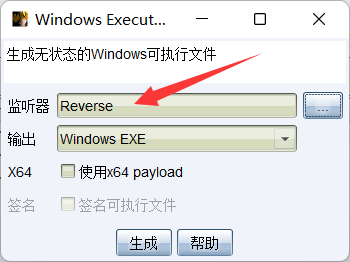 Windows Execut...
生成无状态的Windows可执行文件
监听器 Reverse ...
输出 Windows EXE
X64 使用x64 payload
签名 签名可执行文件
生成 帮助